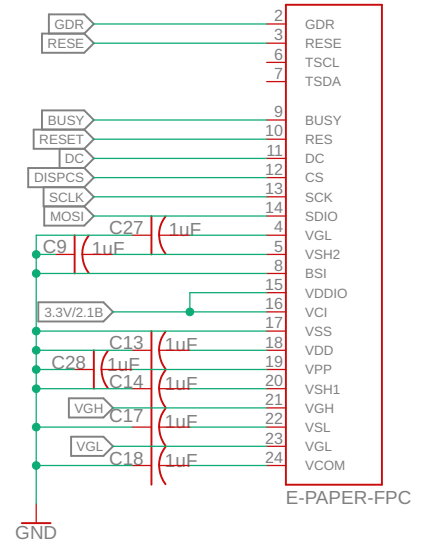 GDR 2 GDR
RESE 3 RESE
6 TSCL
7 TSDA
BUSY 9 BUSY
RESET 10 RES
DC 11 DC
DISPCS 12 CS
SCLK 13 SCK
MOSI 14 SDIO
C27 1uF 4 VGL
C9 1uF 5 VSH2
8 BSI
15 VDDIO
3.3V/2.1B 16 VCI
17 VSS
C13 1uF 18 VDD
C28 1uF 19 VPP
C14 1uF 20 VSH1
VGH 21 VGH
C17 1uF 22 VSL
VGL 23 VGL
C18 1uF 24 VCOM
E-PAPER-FPC
GND